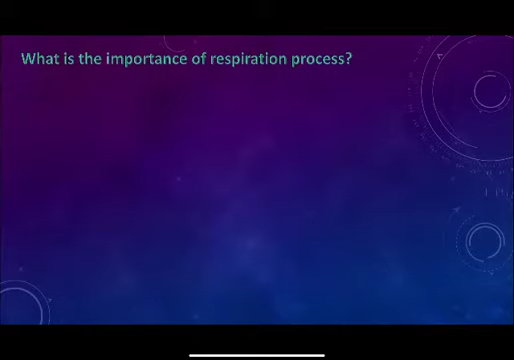 What is the importance of respiration process?